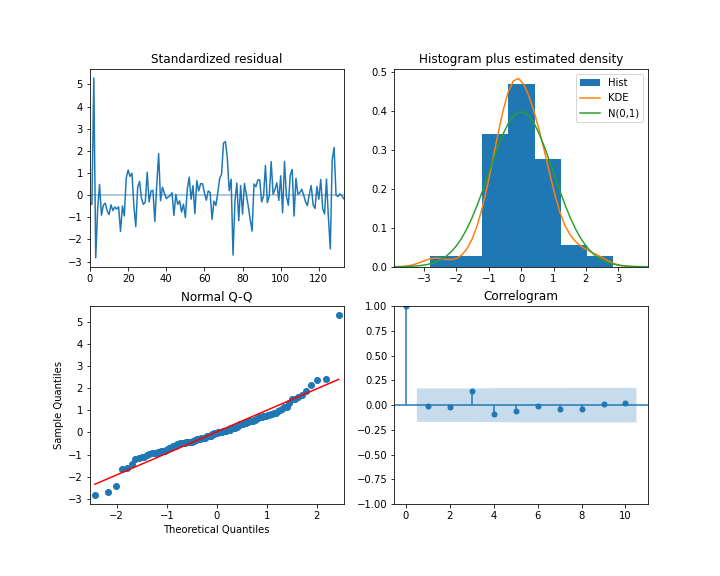 Standardized residual
5
4
3
2
1
0
−1
−2
−3
0 20 40 60 80 100 120
Histogram plus estimated density
Hist
KDE
N(0,1)
0.5
0.4
0.3
0.2
0.1
0.0
−3 −2 −1 0 1 2 3
Normal Q-Q
Sample Quantiles
5
4
3
2
1
0
−1
−2
−3
−2 −1 0 1 2
Theoretical Quantiles
Correlogram
1.00
0.75
0.50
0.25
0.00
−0.25
−0.50
−0.75
−1.00
0 2 4 6 8 10